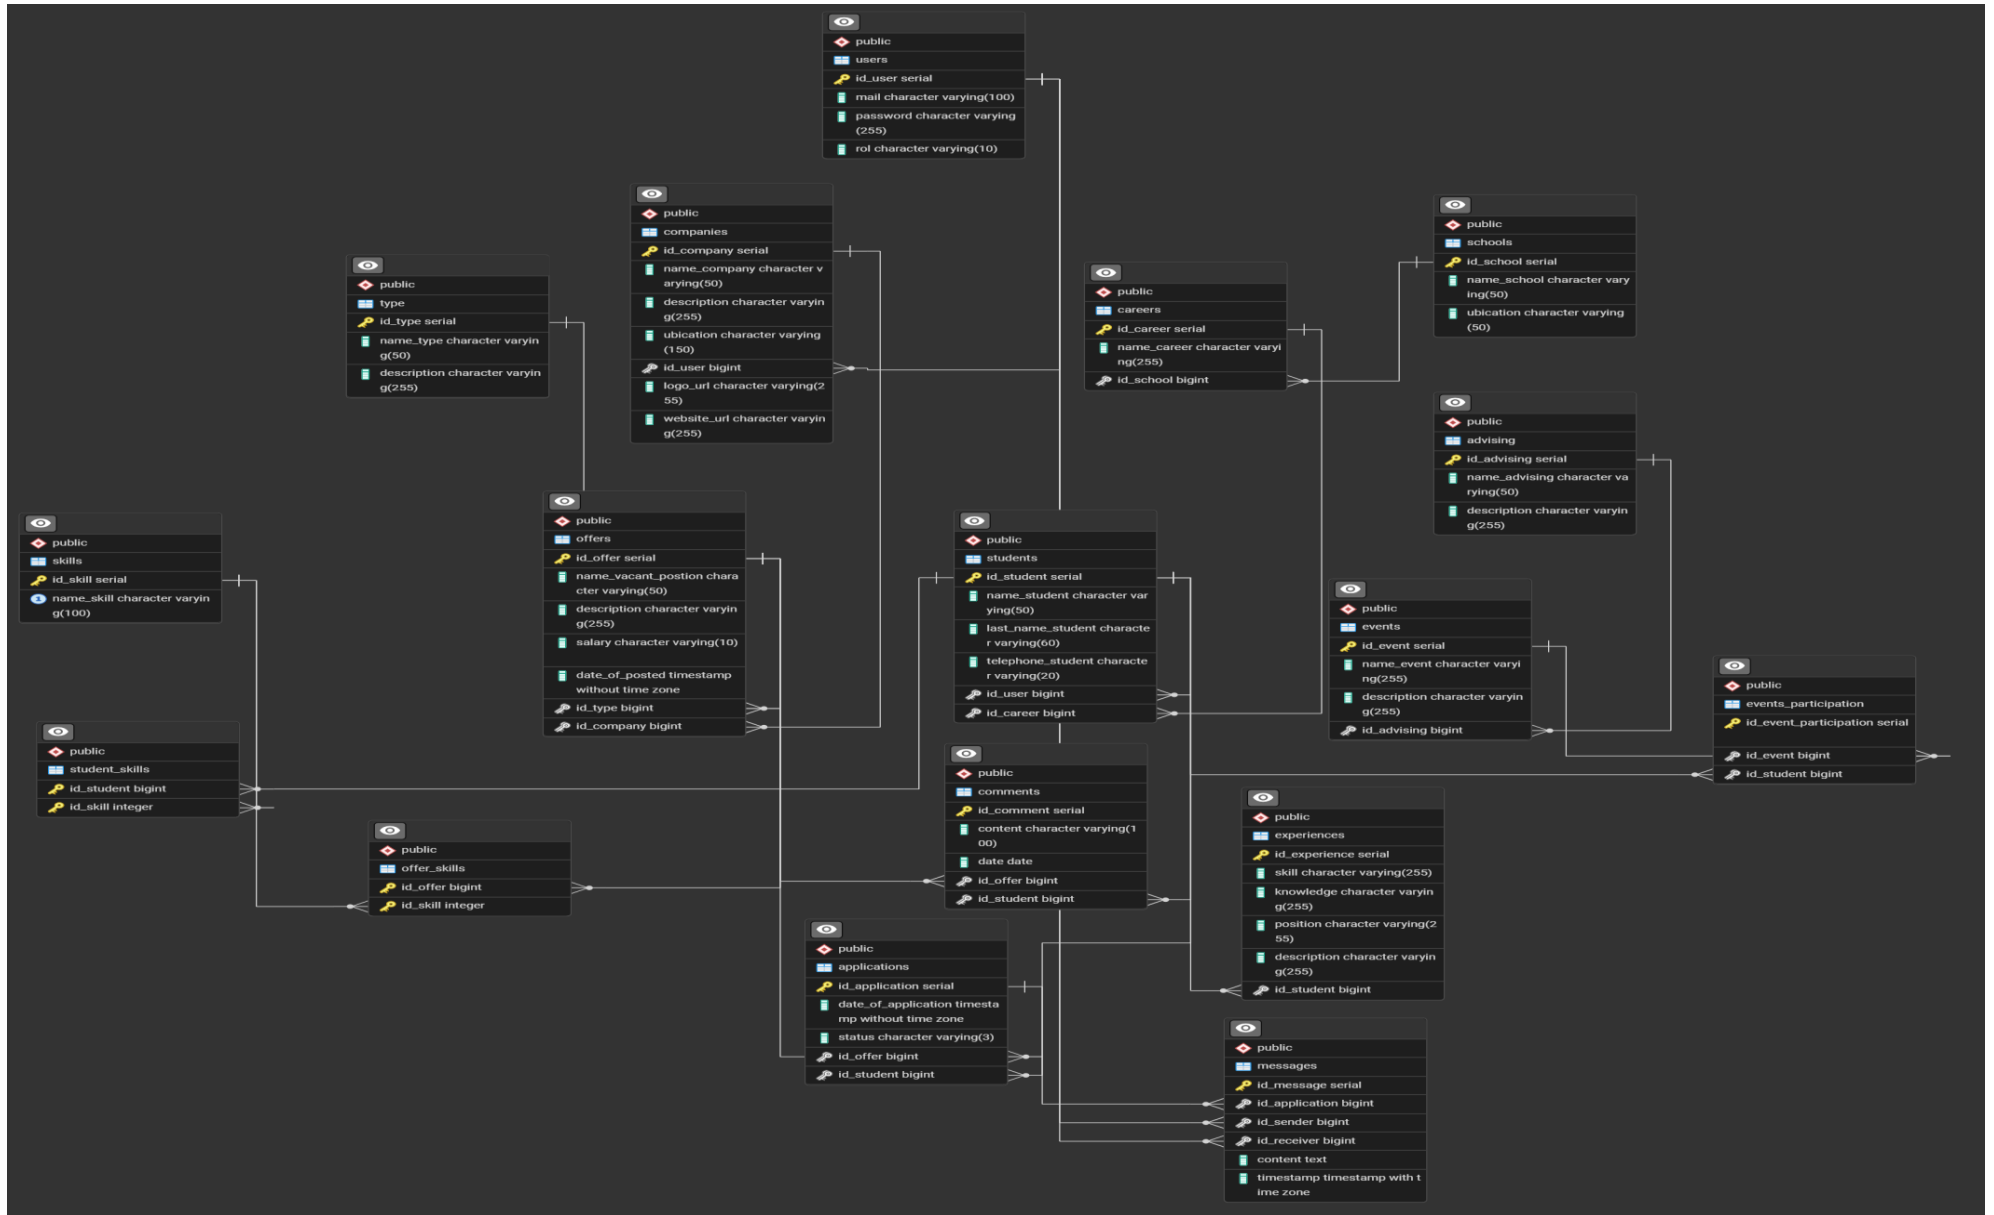 public
users
id_user serial
mail character varying(100)
password character varying
(255)
rol character varying(10)
public
companies
id_company serial
name_company character v
arying(50)
description character varyin
g(255)
ubication character varying
(150)
id_user bigint
logo_url character varying(2
55)
website_url character varyin
g(255)
public
schools
id_school serial
name_school character vary
ing(50)
ubication character varying
(50)
public
type
id_type serial
name_type character varyin
g(50)
description character varyin
g(255)
public
careers
id_career serial
name_career character varyi
ng(255)
id_school bigint
public
advising
id_advising serial
name_advising character va
rying(50)
description character varyin
g(255)
public
skills
id_skill serial
name_skill character varyin
g(100)
public
offers
id_offer serial
name_vacant_postion chara
cter varying(50)
description character varyin
g(255)
salary character varying(10)
date_of_posted timestamp
without time zone
id_type bigint
id_company bigint
public
students
id_student serial
name_student character var
ying(50)
last_name_student characte
r varying(60)
telephone_student characte
r varying(20)
id_user bigint
id_career bigint
public
events
id_event serial
name_event character varyi
ng(255)
description character varyin
g(255)
id_advising bigint
public
events_participation
id_event_participation serial
id_event bigint
id_student bigint
public
student_skills
id_student bigint
id_skill integer
public
offer_skills
id_offer bigint
id_skill integer
public
comments
id_comment serial
content character varying(1
00)
date date
id_offer bigint
id_student bigint
public
experiences
id_experience serial
skill character varying(255)
knowledge character varyin
g(255)
position character varying(2
55)
description character varyin
g(255)
id_student bigint
public
applications
id_application serial
date_of_application timesta
mp without time zone
status character varying(3)
id_offer bigint
id_student bigint
public
messages
id_message serial
id_application bigint
id_sender bigint
id_receiver bigint
content text
timestamp timestamp with t
ime zone